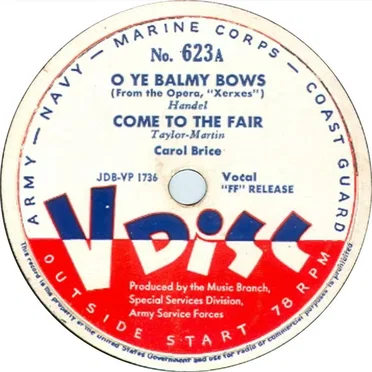 ARMY — NAVY — MARINE CORPS — COAST GUARD
No. 623A
O YE BALMY BOWS
(From the Opera, "Xerxes")
Handel
COME TO THE FAIR
Taylor-Martin
Carol Brice
JDB-VP 1736
Vocal
"FF" RELEASE
V DISC
Produced by the Music Branch,
Special Services Division,
Army Service Forces
OUTSIDE START 78 RPM
This record is the property of the United States Government and use for radio or commercial purposes is prohibited